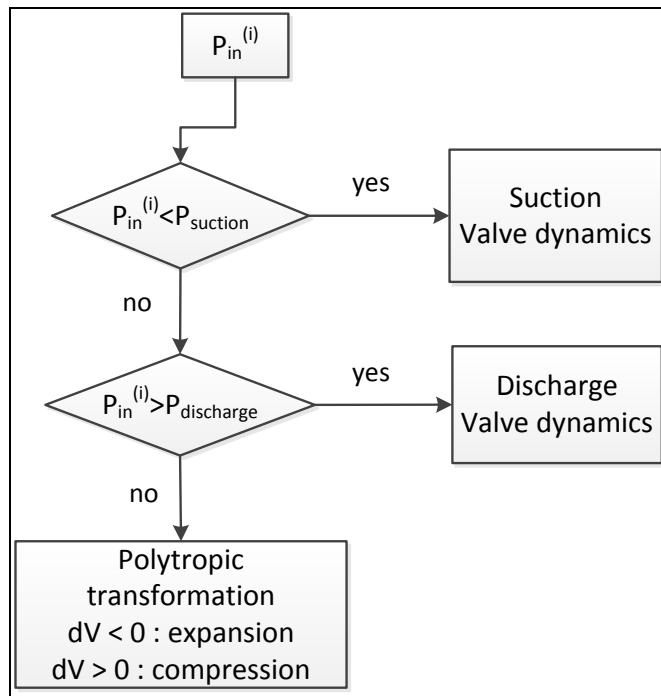 P_in^(i)
P_in^(i)<P_suction
yes
Suction
Valve dynamics
no
P_in^(i)>P_discharge
yes
Discharge
Valve dynamics
no
Polytropic
transformation
dV < 0 : expansion
dV > 0 : compression